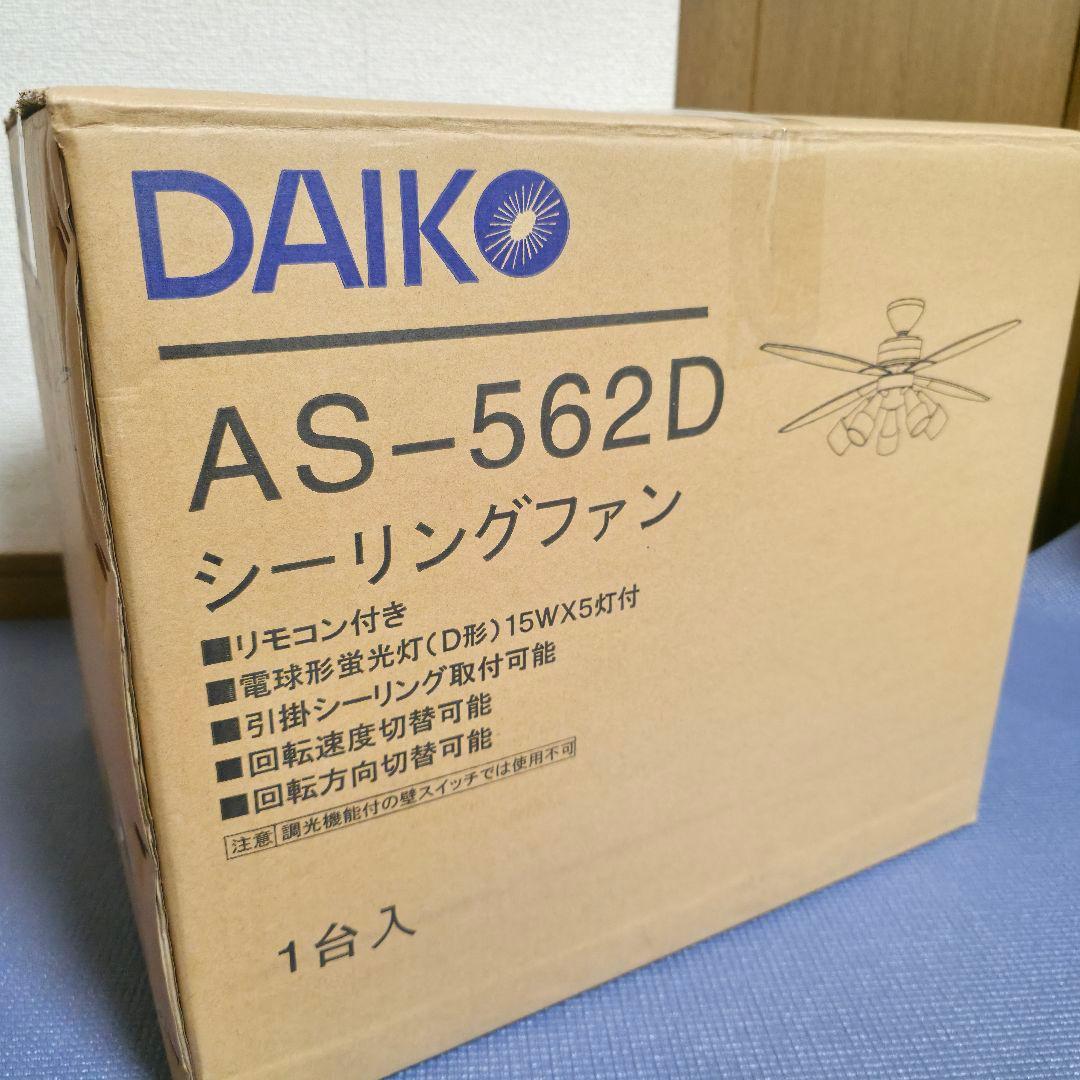 DAIKO
AS-562D
シーリングファン
■リモコン付き
■電球形蛍光灯(D形)15WX5灯付
■引掛シーリング取付可能
■回転速度切替可能
■回転方向切替可能
注意 調光機能付の壁スイッチでは使用不可
1台入